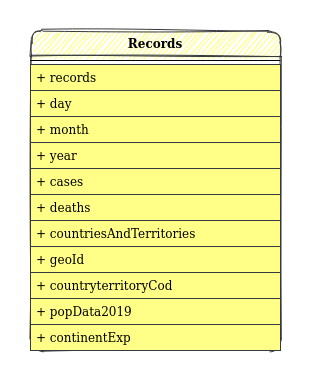 Records
+ records
+ day
+ month
+ year
+ cases
+ deaths
+ countriesAndTerritories
+ geoId
+ countryterritoryCod
+ popData2019
+ continentExp